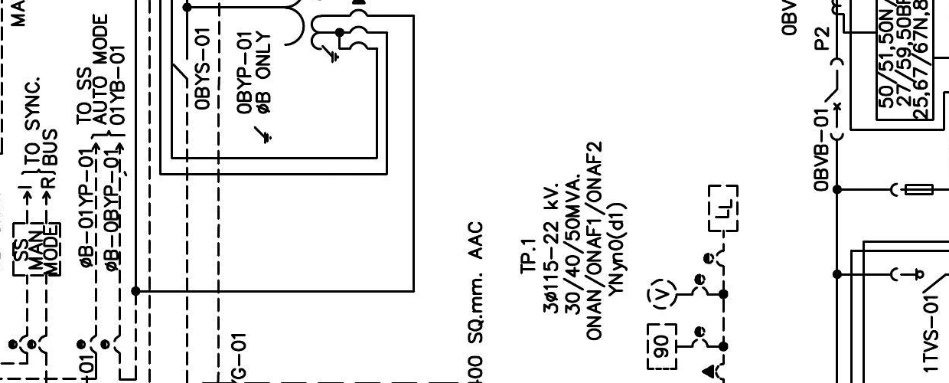 MA
TO SYNC.
BUS
I
R
SS
MAN
MODE
TO SS
AUTO MODE
01YB-01
øB-01YP-01
øB-0BYP-01
01
0BYS-01
0BYP-01
øB ONLY
YG-01
400 SQ.mm. AAC
TP.1
3ø115-22 kV.
30/40/50MVA.
ONAN/ONAF1/ONAF2
YNyn0(d1)
LL
V
90
0BV
P2
0BVB-01
50/51,50N/
27/59,50BF
25,67/67N,8
1TVS-01